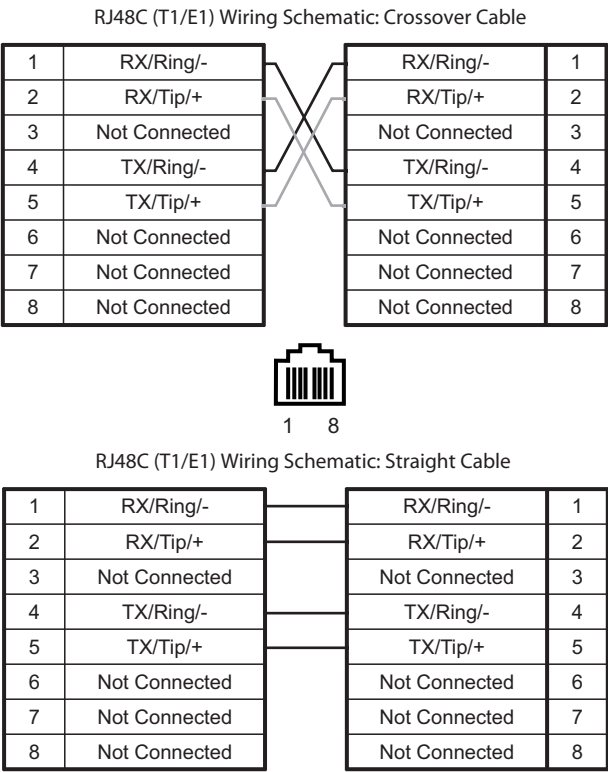 RJ48C (T1/E1) Wiring Schematic: Crossover Cable
1 RX/Ring/- RX/Ring/- 1
2 RX/Tip/+ RX/Tip/+ 2
3 Not Connected Not Connected 3
4 TX/Ring/- TX/Ring/- 4
5 TX/Tip/+ TX/Tip/+ 5
6 Not Connected Not Connected 6
7 Not Connected Not Connected 7
8 Not Connected Not Connected 8
1 8
RJ48C (T1/E1) Wiring Schematic: Straight Cable
1 RX/Ring/- RX/Ring/- 1
2 RX/Tip/+ RX/Tip/+ 2
3 Not Connected Not Connected 3
4 TX/Ring/- TX/Ring/- 4
5 TX/Tip/+ TX/Tip/+ 5
6 Not Connected Not Connected 6
7 Not Connected Not Connected 7
8 Not Connected Not Connected 8